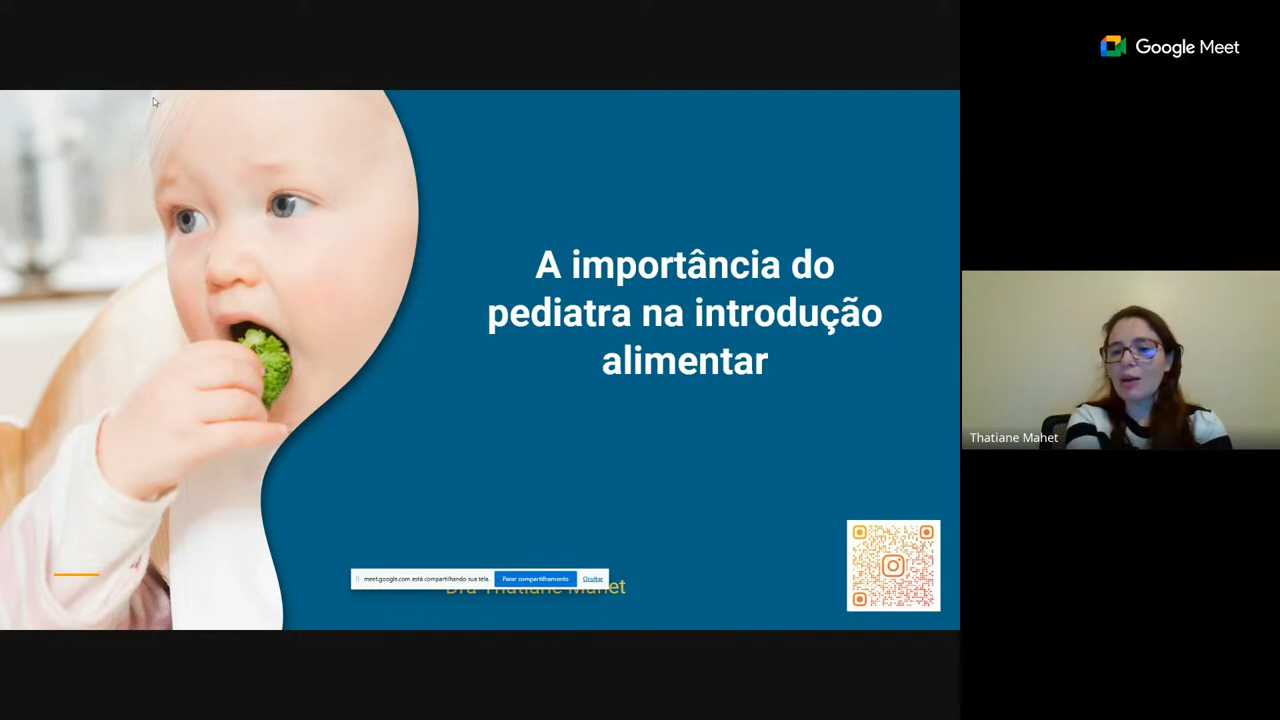 Google Meet
A importância do
pediatra na introdução
alimentar
Thatiane Mahet
meet.google.com está compartilhando sua tela.
Parar compartilhamento
Ocultar
Dra Thatiane Mahet